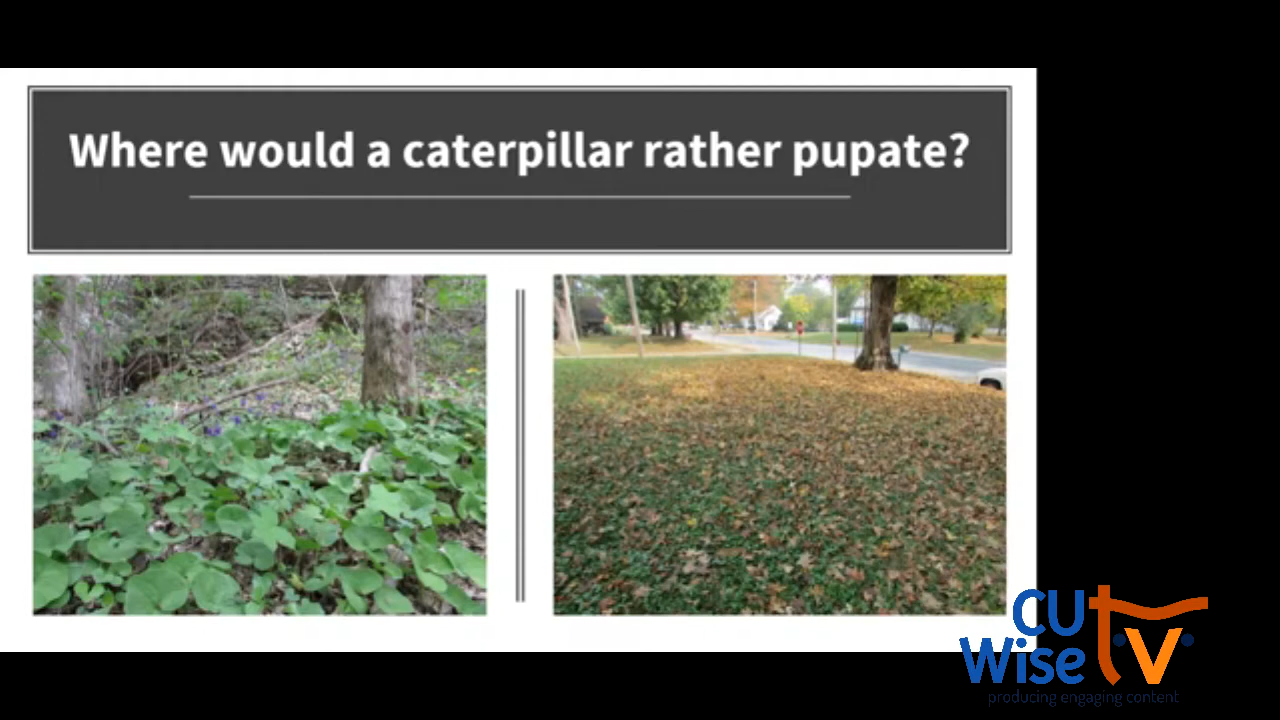 Where would a caterpillar rather pupate?
CU
Wise tv
producing engaging content